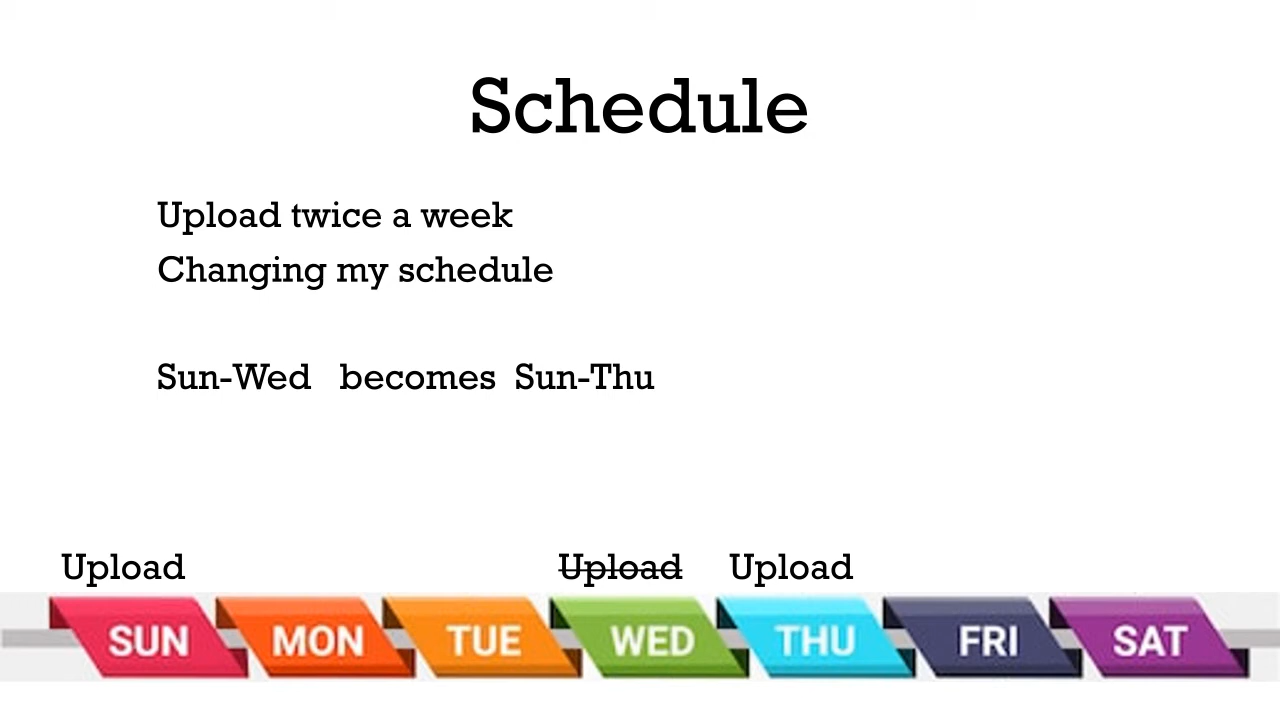 Schedule
Upload twice a week
Changing my schedule
Sun-Wed becomes Sun-Thu
Upload Upload Upload
SUN MON TUE WED THU FRI SAT